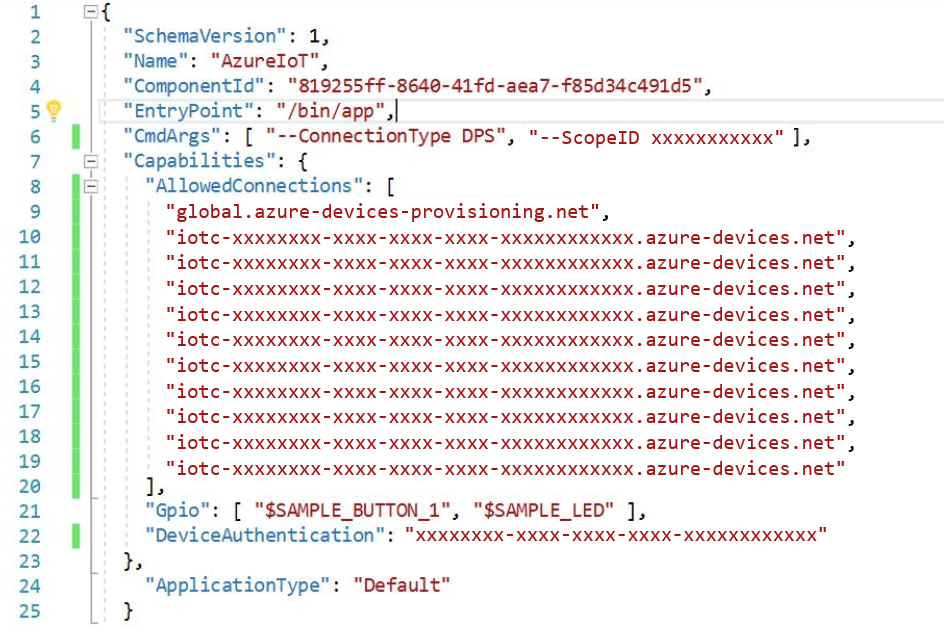 1 {
2 "SchemaVersion": 1,
3 "Name": "AzureIoT",
4 "ComponentId": "819255ff-8640-41fd-aea7-f85d34c491d5",
5 "EntryPoint": "/bin/app",
6 "CmdArgs": [ "--ConnectionType DPS", "--ScopeID xxxxxxxxxxx" ],
7 "Capabilities": {
8 "AllowedConnections": [
9 "global.azure-devices-provisioning.net",
10 "iotc-xxxxxxxx-xxxx-xxxx-xxxx-xxxxxxxxxxxx.azure-devices.net",
11 "iotc-xxxxxxxx-xxxx-xxxx-xxxx-xxxxxxxxxxxx.azure-devices.net",
12 "iotc-xxxxxxxx-xxxx-xxxx-xxxx-xxxxxxxxxxxx.azure-devices.net",
13 "iotc-xxxxxxxx-xxxx-xxxx-xxxx-xxxxxxxxxxxx.azure-devices.net",
14 "iotc-xxxxxxxx-xxxx-xxxx-xxxx-xxxxxxxxxxxx.azure-devices.net",
15 "iotc-xxxxxxxx-xxxx-xxxx-xxxx-xxxxxxxxxxxx.azure-devices.net",
16 "iotc-xxxxxxxx-xxxx-xxxx-xxxx-xxxxxxxxxxxx.azure-devices.net",
17 "iotc-xxxxxxxx-xxxx-xxxx-xxxx-xxxxxxxxxxxx.azure-devices.net",
18 "iotc-xxxxxxxx-xxxx-xxxx-xxxx-xxxxxxxxxxxx.azure-devices.net",
19 "iotc-xxxxxxxx-xxxx-xxxx-xxxx-xxxxxxxxxxxx.azure-devices.net"
20 ],
21 "Gpio": [ "$SAMPLE_BUTTON_1", "$SAMPLE_LED" ],
22 "DeviceAuthentication": "xxxxxxxx-xxxx-xxxx-xxxx-xxxxxxxxxxxx"
23 },
24 "ApplicationType": "Default"
25 }